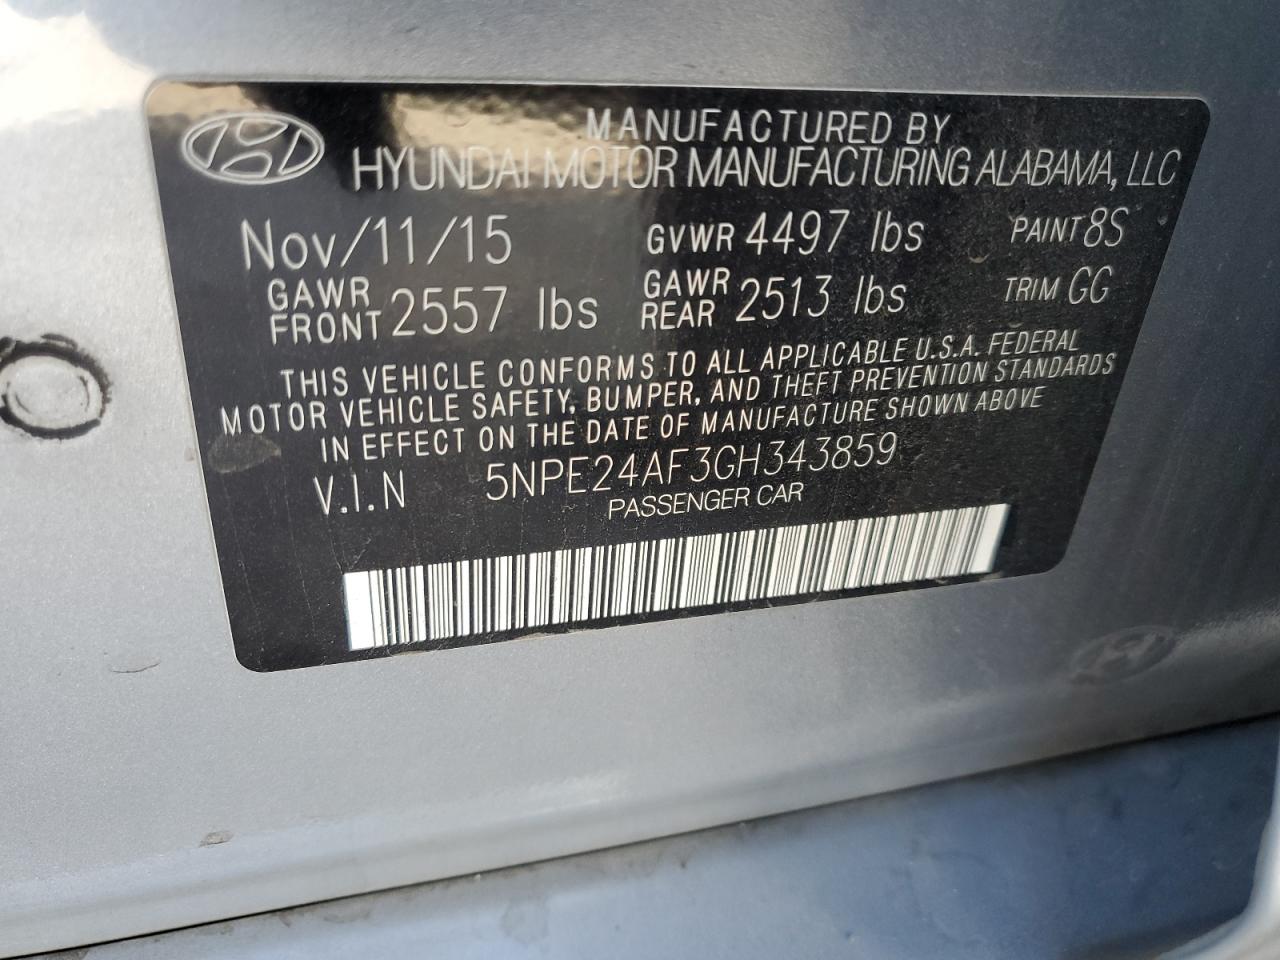 MANUFACTURED BY
HYUNDAI MOTOR MANUFACTURING ALABAMA, LLC
Nov/11/15 GVWR 4497 lbs PAINT 8S
GAWR FRONT 2557 lbs GAWR REAR 2513 lbs TRIM GG
THIS VEHICLE CONFORMS TO ALL APPLICABLE U.S.A. FEDERAL
MOTOR VEHICLE SAFETY, BUMPER, AND THEFT PREVENTION STANDARDS
IN EFFECT ON THE DATE OF MANUFACTURE SHOWN ABOVE
V.I.N 5NPE24AF3GH343859
PASSENGER CAR